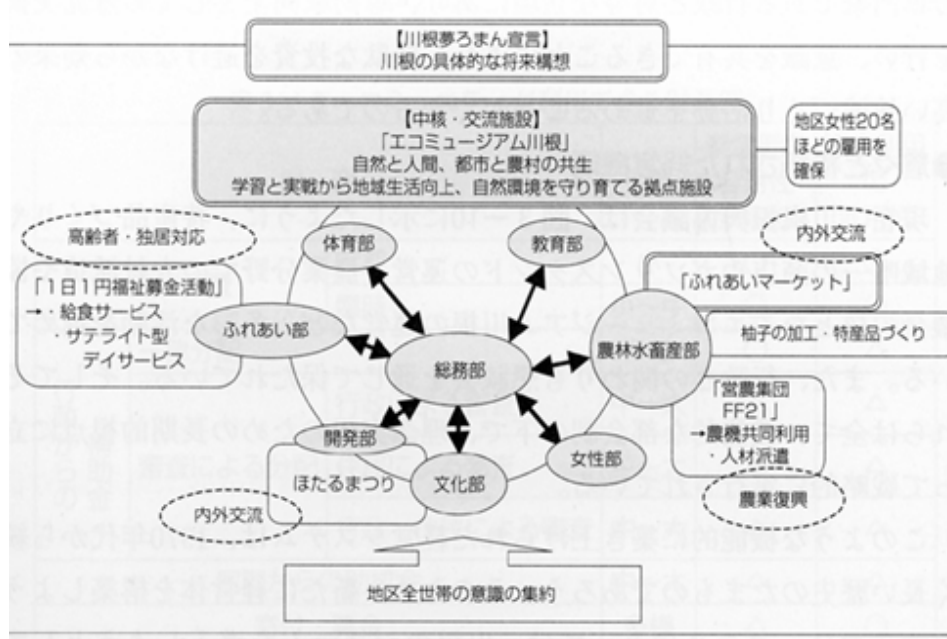 【川根夢ろまん宣言】
川根の具体的な将来構想
【中核・交流施設】
「エコミュージアム川根」
自然と人間、都市と農村の共生
学習と実戦から地域生活向上、自然環境を守り育てる拠点施設
地区女性20名
ほどの雇用を
確保
高齢者・独居対応
体育部
教育部
内外交流
「1日1円福祉募金活動」
→・給食サービス
・サテライト型
デイサービス
ふれあい部
「ふれあいマーケット」
総務部
農林水畜産部
柚子の加工・特産品づくり
「営農集団
FF21」
→農機共同利用
・人材派遣
開発部
女性部
ほたるまつり
文化部
内外交流
農業復興
地区全世帯の意識の集約